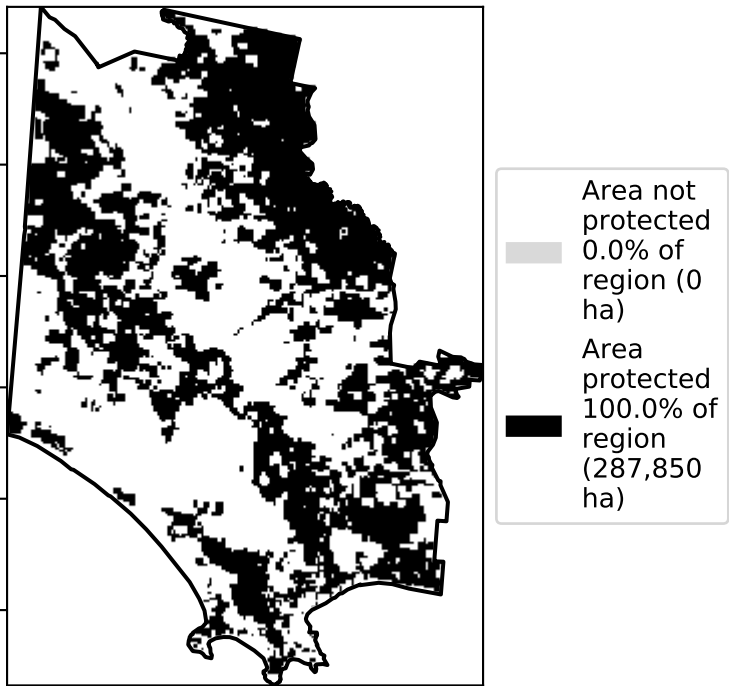 Area not
protected
0.0% of
region (0
ha)
Area
protected
100.0% of
region
(287,850
ha)